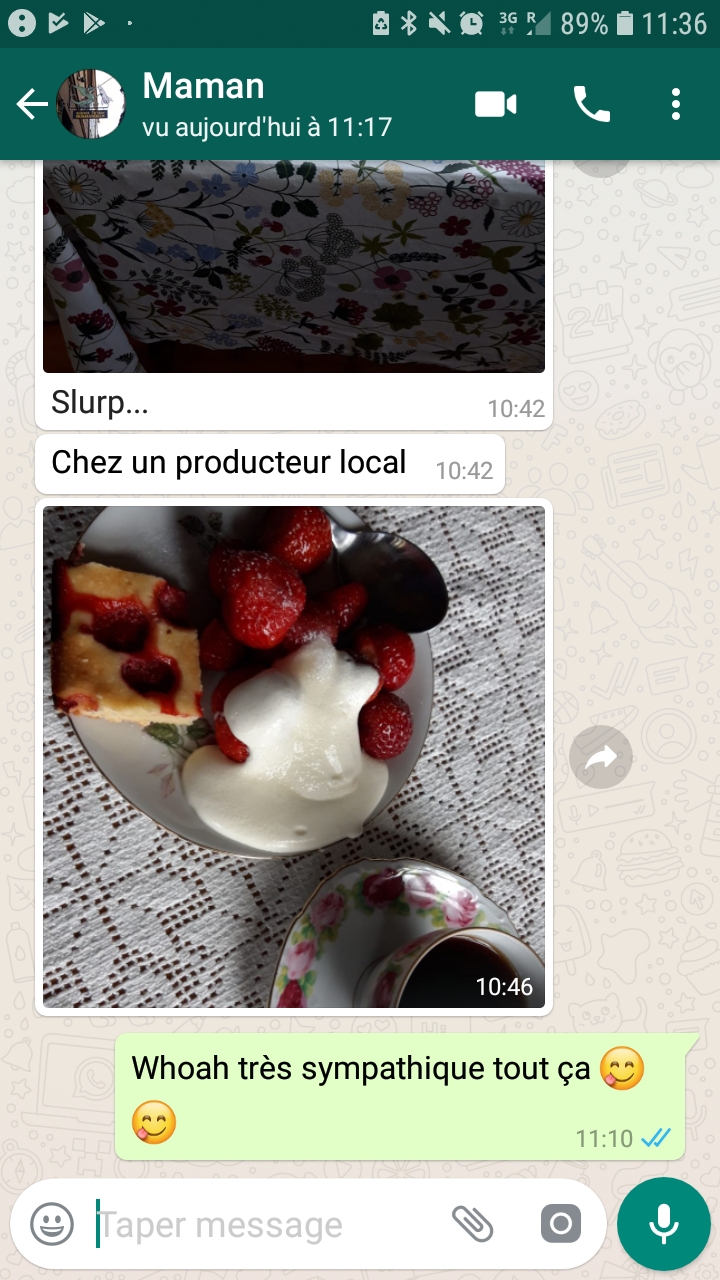 3G R 89% 11:36
Maman
vu aujourd'hui à 11:17
Slurp...
10:42
Chez un producteur local 10:42
10:46
Whoah très sympathique tout ça 😋
😋
11:10
Taper message